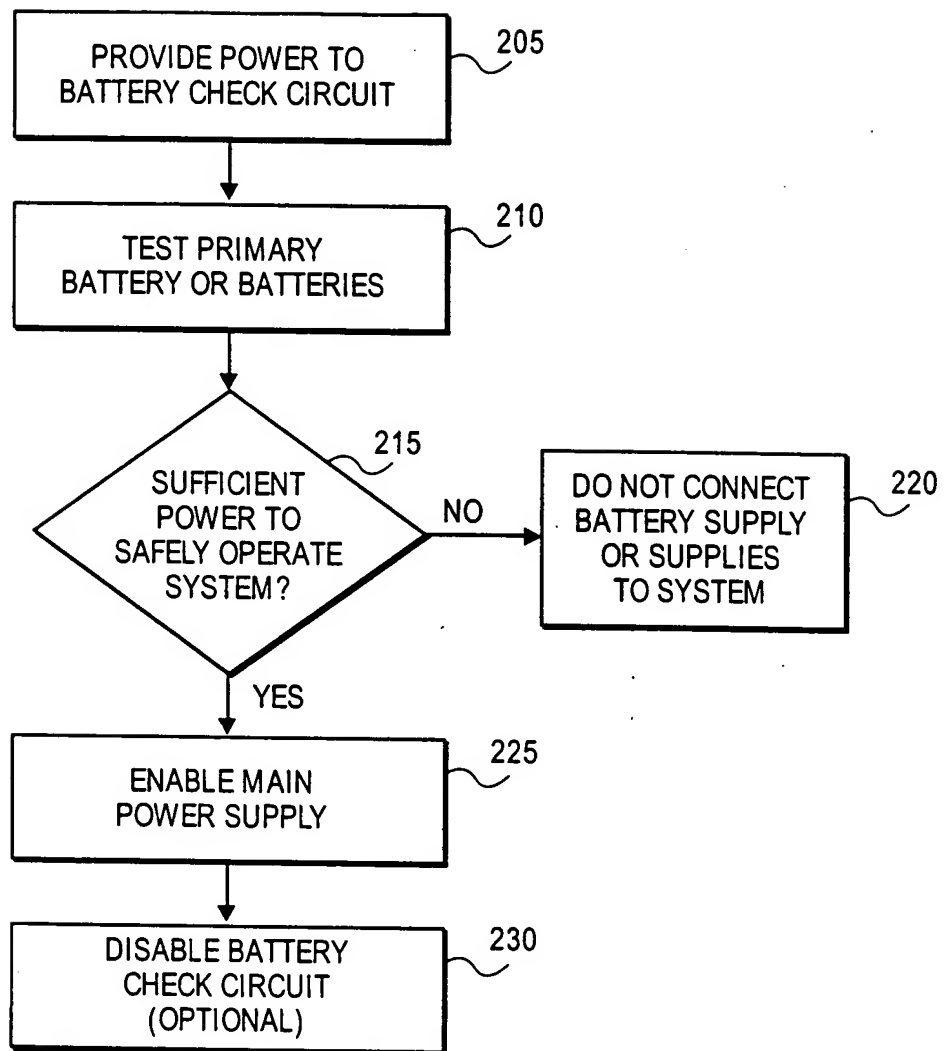 PROVIDE POWER TO
BATTERY CHECK CIRCUIT
205
TEST PRIMARY
BATTERY OR BATTERIES
210
SUFFICIENT
POWER TO
SAFELY OPERATE
SYSTEM?
215
NO
DO NOT CONNECT
BATTERY SUPPLY
OR SUPPLIES
TO SYSTEM
220
YES
ENABLE MAIN
POWER SUPPLY
225
DISABLE BATTERY
CHECK CIRCUIT
(OPTIONAL)
230